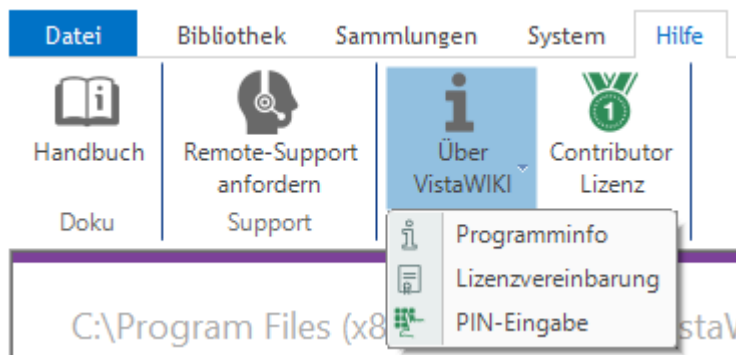 Datei Bibliothek Sammlungen System Hilfe
Handbuch Remote-Support anfordern Über VistaWIKI Contributor Lizenz
Doku Support
Programminfo
Lizenzvereinbarung
PIN-Eingabe
C:\Program Files (x8